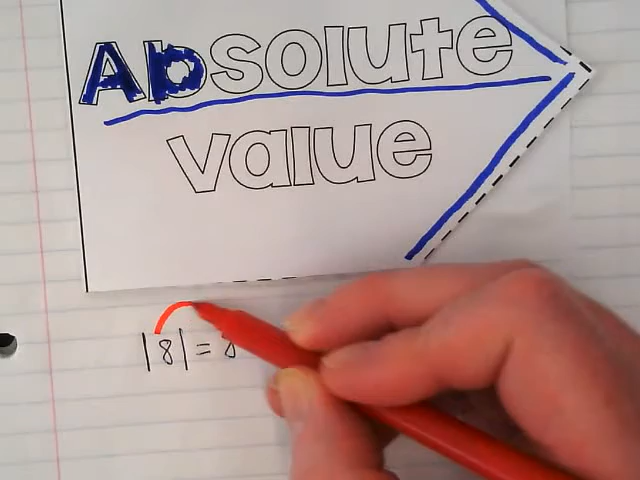 Absolute
value
|8| = 8